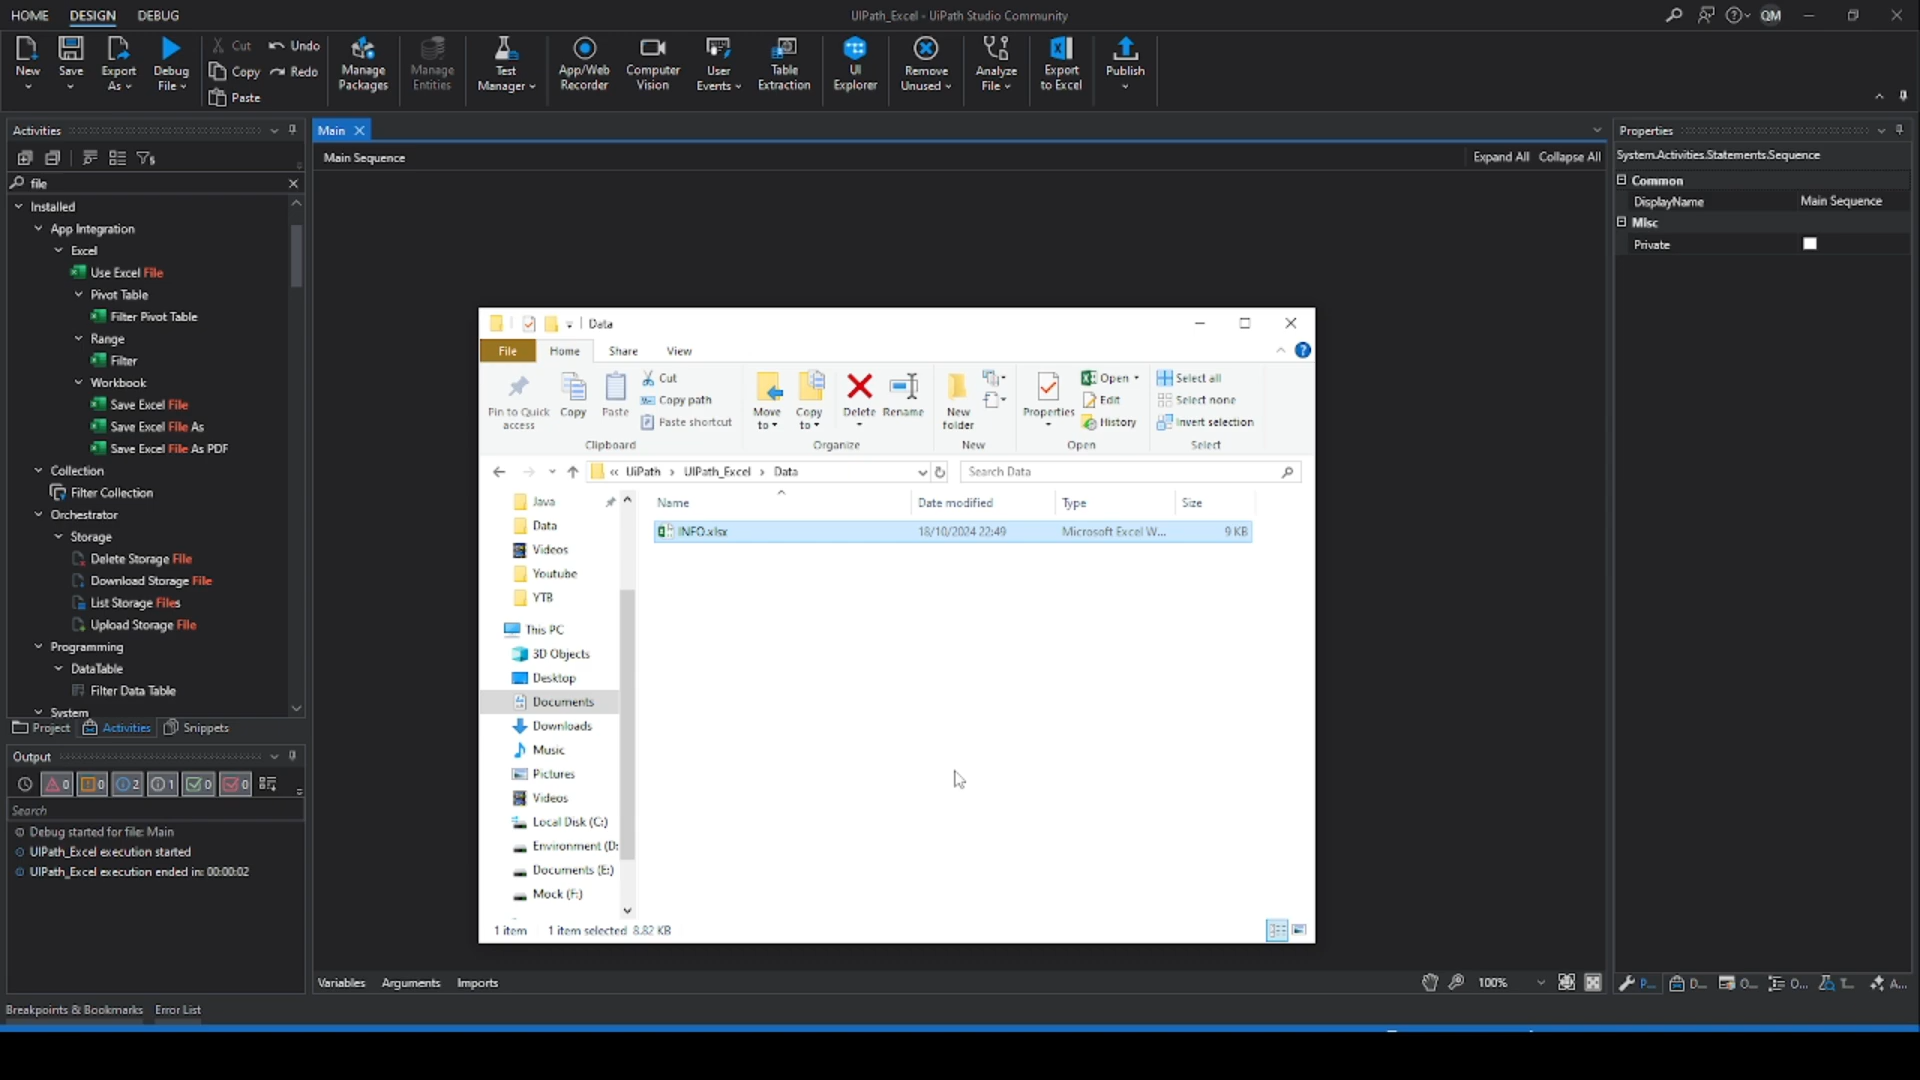 HOME DESIGN DEBUG
UIPath_Excel - UiPath Studio Community
QM
New Save Export As Debug File
Cut Undo
Copy Redo
Paste
Manage Packages Manage Entities Test Manager App/Web Recorder Computer Vision User Events Table Extraction UI Explorer Remove Unused Analyze File Export to Excel Publish
Activities
file
Installed
App Integration
Excel
Use Excel File
Pivot Table
Filter Pivot Table
Range
Filter
Workbook
Save Excel File
Save Excel File As
Save Excel File As PDF
Collection
Filter Collection
Orchestrator
Storage
Delete Storage File
Download Storage File
List Storage Files
Upload Storage File
Programming
DataTable
Filter Data Table
System
Project Activities Snippets
Output
0 0 2 1 0 0
Search
Debug started for file: Main
UIPath_Excel execution started
UIPath_Excel execution ended in: 00:00:02
Breakpoints & Bookmarks Error List
Main
Main Sequence
Expand All Collapse All
Data
File Home Share View
Pin to Quick access Copy Paste
Cut
Copy path
Paste shortcut
Clipboard
Move to Copy to Delete Rename
Organize
New folder
New
Properties
Open
Edit
History
Open
Select all
Select none
Invert selection
Select
« UiPath › UIPath_Excel › Data
Search Data
Java
Data
Videos
Youtube
YTB
This PC
3D Objects
Desktop
Documents
Downloads
Music
Pictures
Videos
Local Disk (C:)
Environment (D:
Documents (E:)
Mock (F:)
Name Date modified Type Size
INFO.xlsx 18/10/2024 22:49 Microsoft Excel W... 9 KB
1 item 1 item selected 8.82 KB
Variables Arguments Imports
100%
Properties
System.Activities.Statements.Sequence
Common
DisplayName Main Sequence
Misc
Private
P... D... O... O... T... A...